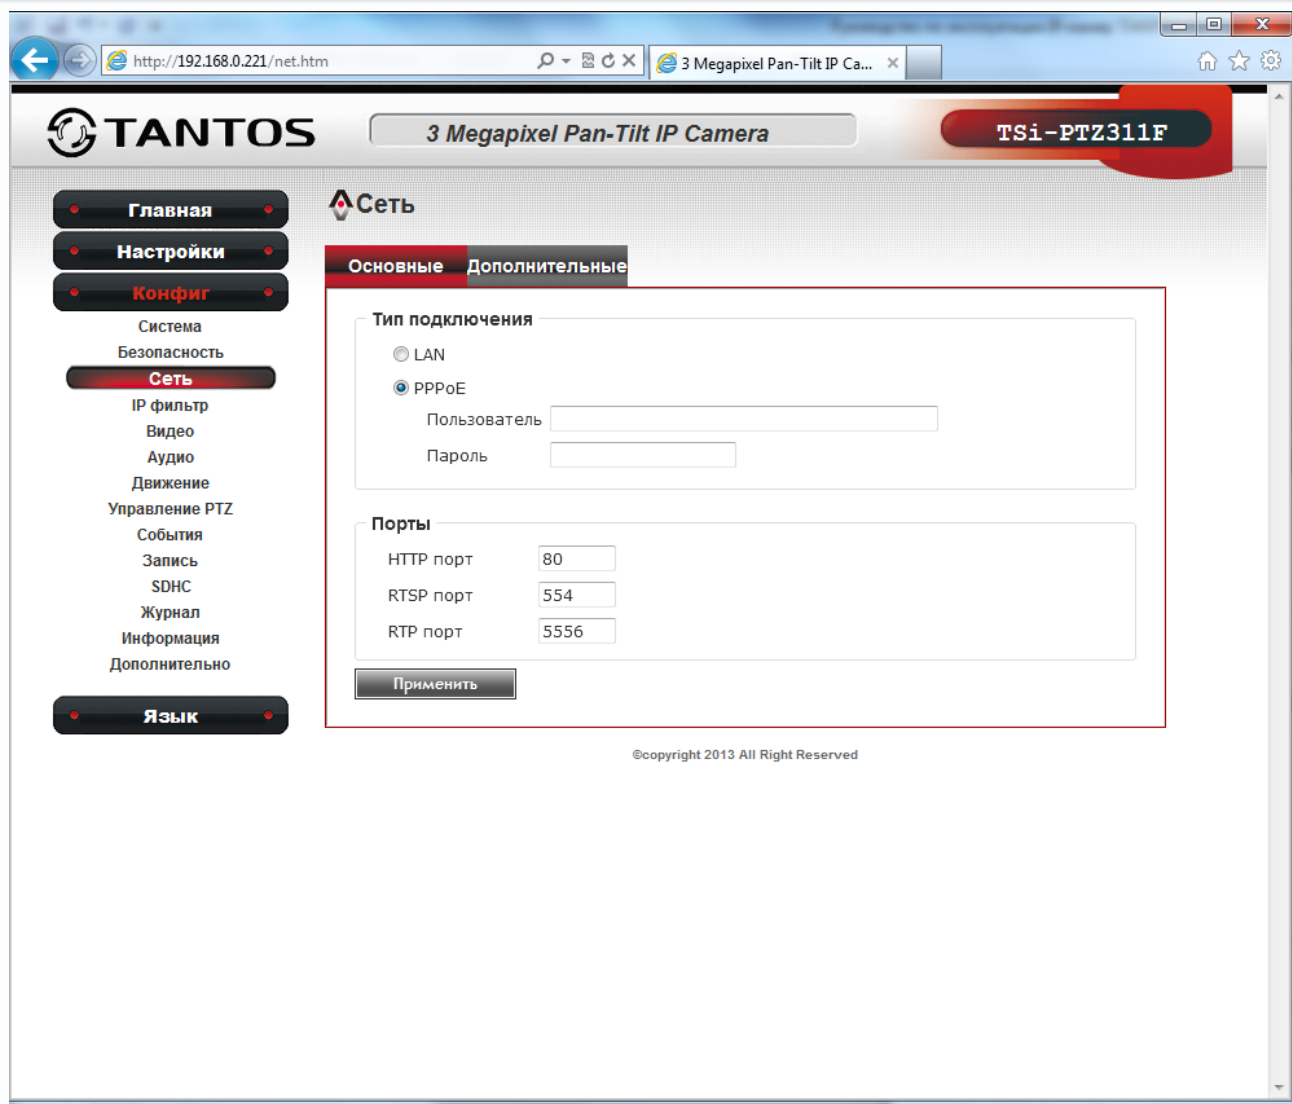 http://192.168.0.221/net.htm
3 Megapixel Pan-Tilt IP Ca...
TANTOS
3 Megapixel Pan-Tilt IP Camera
TSi-PTZ311F
Главная
Настройки
Конфиг
Система
Безопасность
Сеть
IP фильтр
Видео
Аудио
Движение
Управление PTZ
События
Запись
SDHC
Журнал
Информация
Дополнительно
Язык
Сеть
Основные Дополнительные
Тип подключения
LAN
PPPoE
Пользователь
Пароль
Порты
HTTP порт 80
RTSP порт 554
RTP порт 5556
Применить
©copyright 2013 All Right Reserved